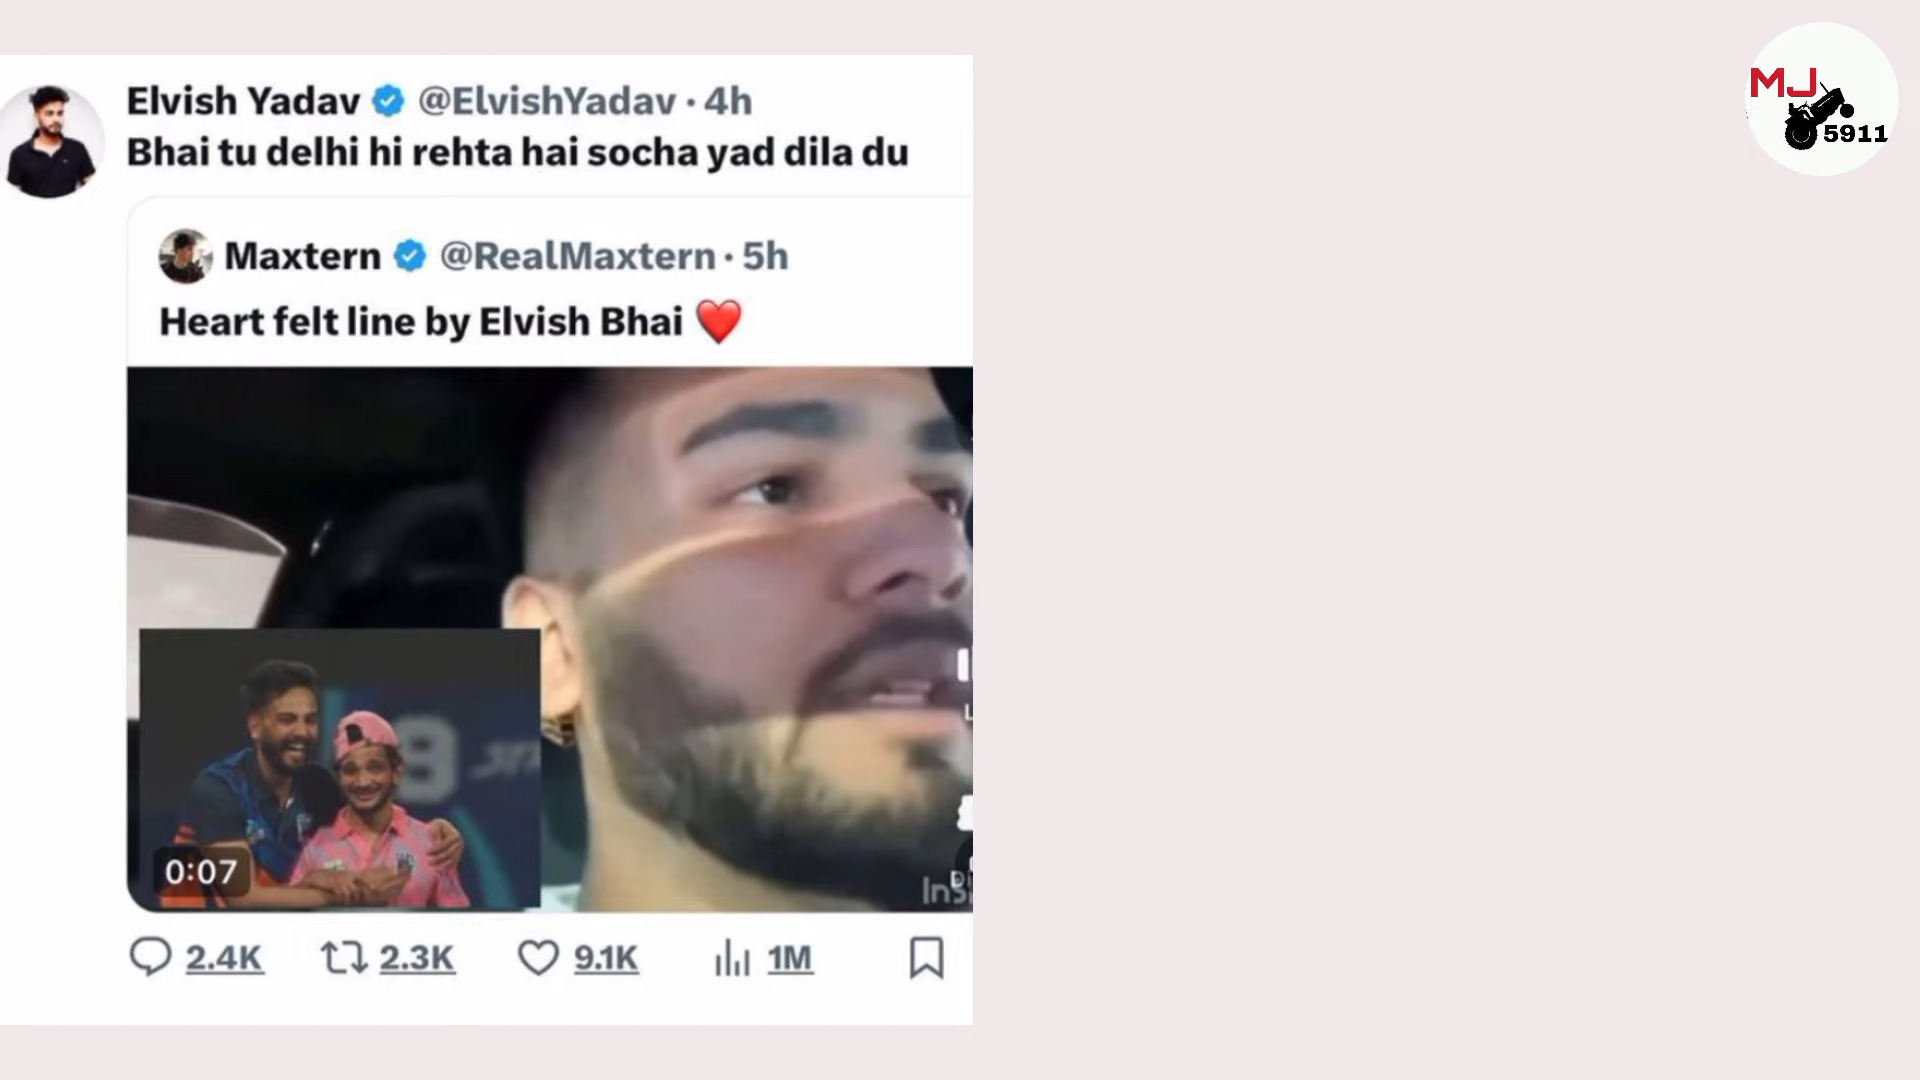 Elvish Yadav @ElvishYadav · 4h
Bhai tu delhi hi rehta hai socha yad dila du
Maxtern @RealMaxtern · 5h
Heart felt line by Elvish Bhai ❤️
0:07
2.4K 2.3K 9.1K 1M
MJ
5911